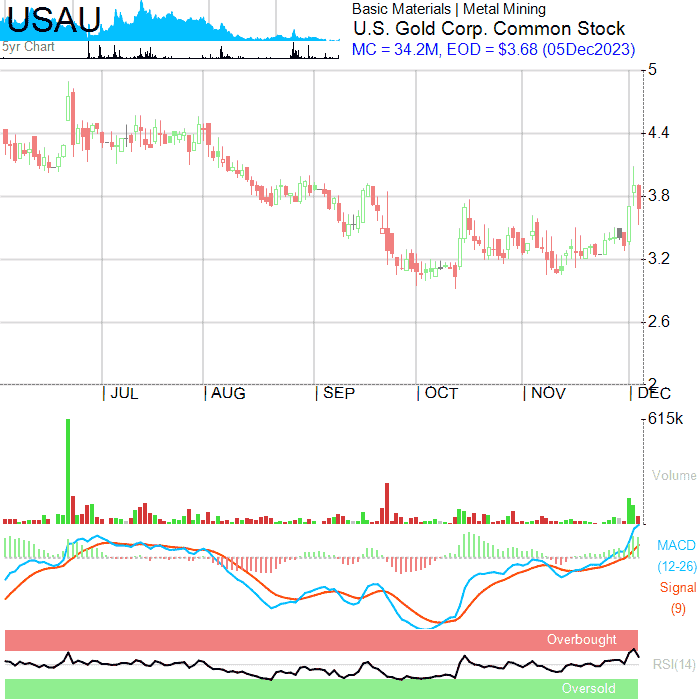 USAU
5yr Chart
Basic Materials | Metal Mining
U.S. Gold Corp. Common Stock
MC = 34.2M, EOD = $3.68 (05Dec2023)
5
4.4
3.8
3.2
2.6
2
| JUL | AUG | SEP | OCT | NOV | DEC
615k
Volume
MACD
(12-26)
Signal
(9)
Overbought
RSI(14)
Oversold